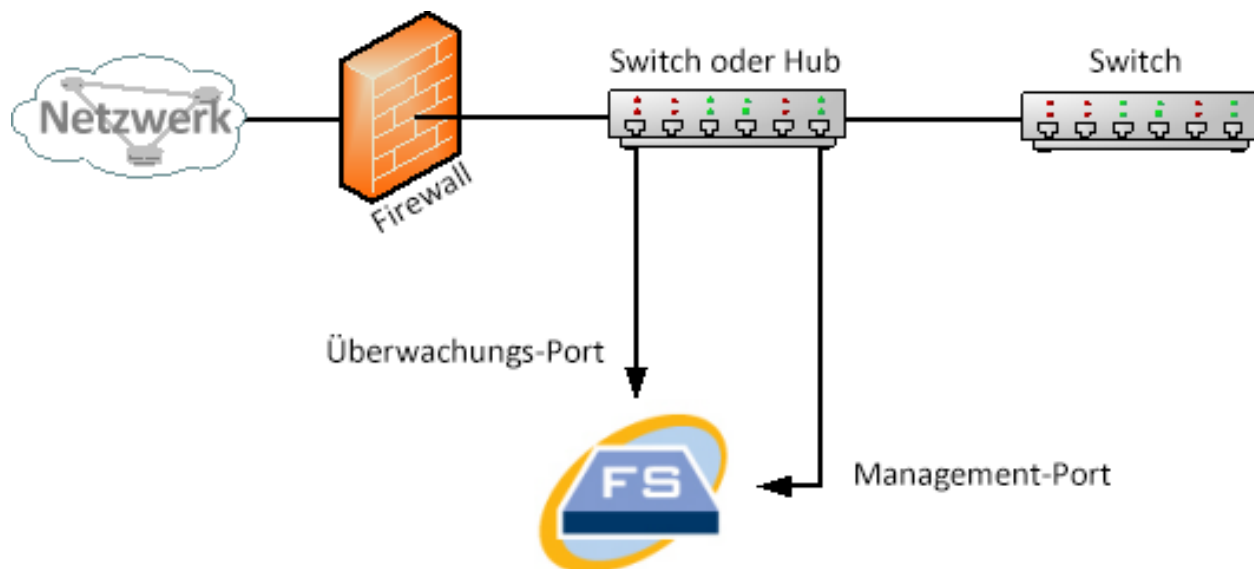 Switch oder Hub
Switch
Netzwerk
Firewall
Überwachungs-Port
FS
Management-Port